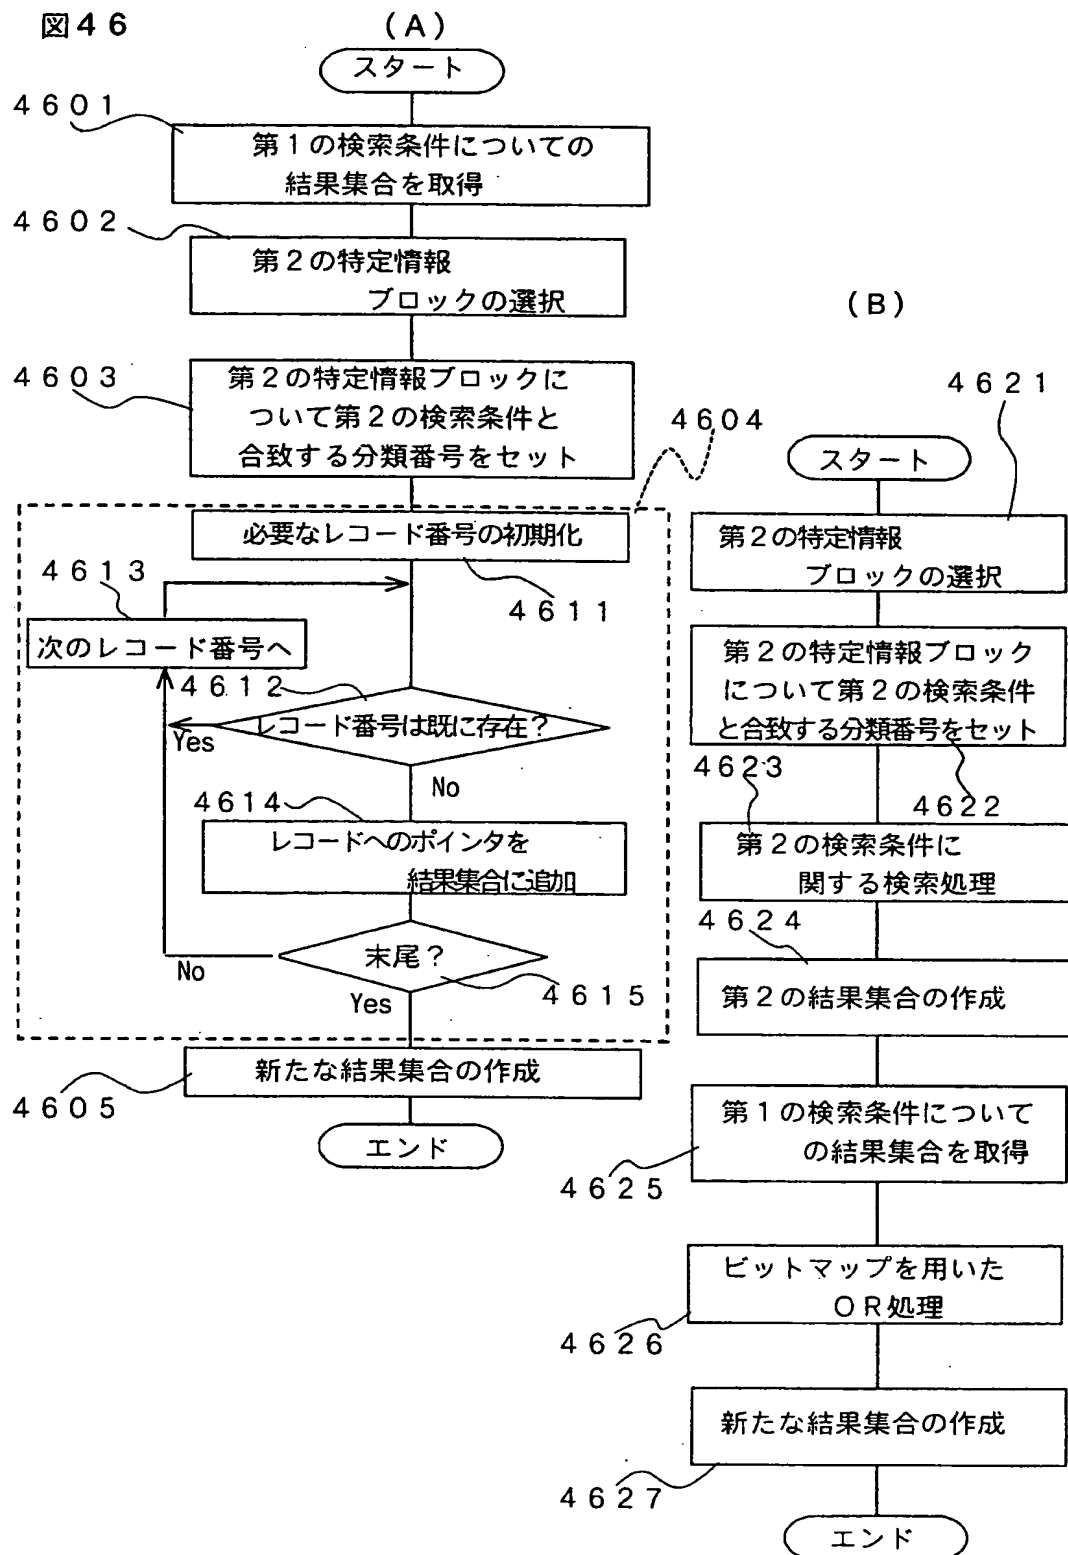 図46
(A)
スタート
4601
第1の検索条件についての
結果集合を取得
4602
第2の特定情報
ブロックの選択
4603
第2の特定情報ブロックに
ついて第2の検索条件と
合致する分類番号をセット
4604
必要なレコード番号の初期化
4611
4613
次のレコード番号へ
4612
レコード番号は既に存在?
Yes
No
4614
レコードへのポインタを
結果集合に追加
末尾?
No
Yes
4615
新たな結果集合の作成
4605
エンド
(B)
4621
スタート
第2の特定情報
ブロックの選択
第2の特定情報ブロック
について第2の検索条件
と合致する分類番号をセット
4623
4622
第2の検索条件に
関する検索処理
4624
第2の結果集合の作成
第1の検索条件について
の結果集合を取得
4625
ビットマップを用いた
OR処理
4626
新たな結果集合の作成
4627
エンド